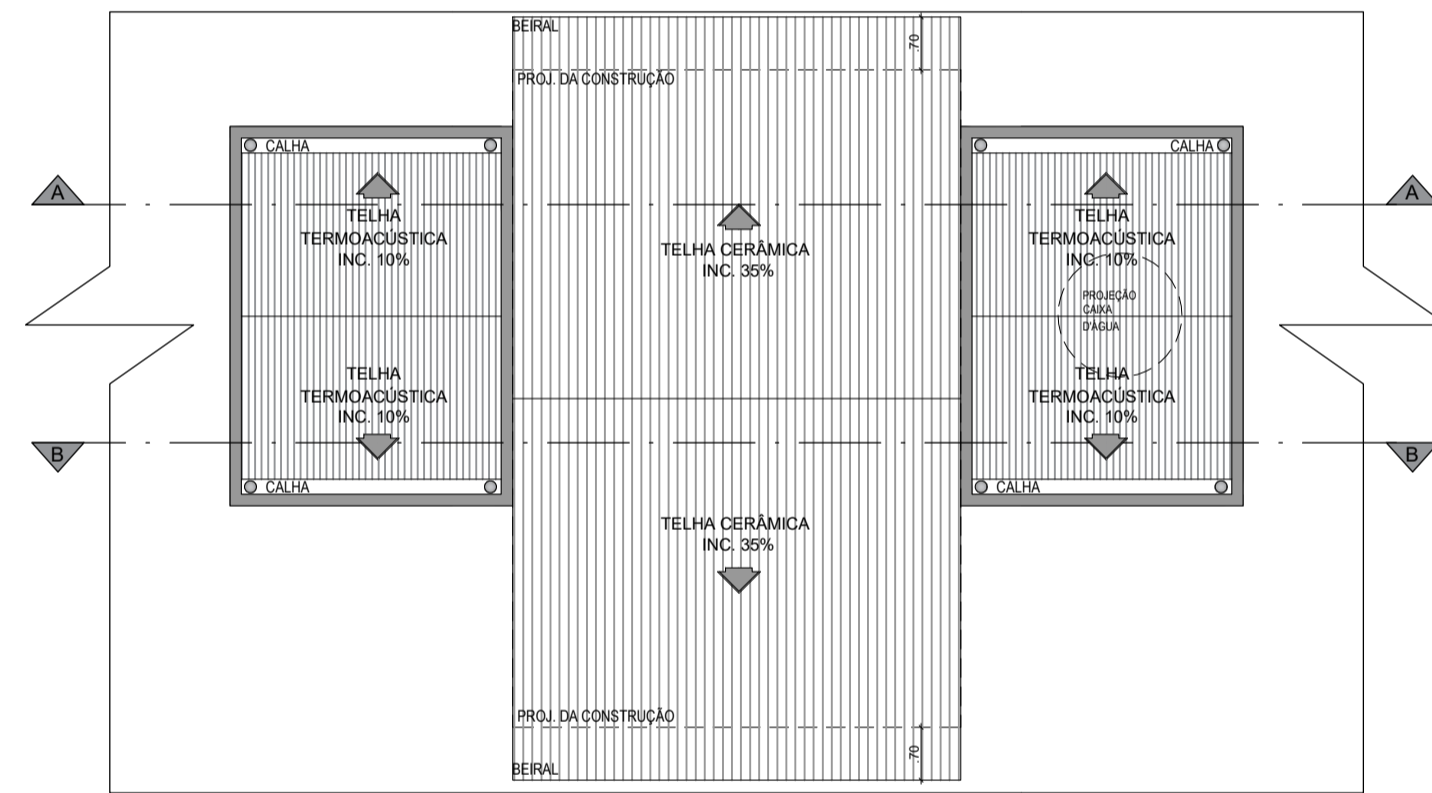 BEIRAL
.70
PROJ. DA CONSTRUÇÃO
CALHA
CALHA
A
A
TELHA
TERMOACÚSTICA
INC. 10%
TELHA CERÂMICA
INC. 35%
TELHA
TERMOACÚSTICA
INC. 10%
PROJEÇÃO
CAIXA
D'ÀGUA
TELHA
TERMOACÚSTICA
INC. 10%
TELHA
TERMOACÚSTICA
INC. 10%
B
B
CALHA
CALHA
TELHA CERÂMICA
INC. 35%
PROJ. DA CONSTRUÇÃO
.70
BEIRAL